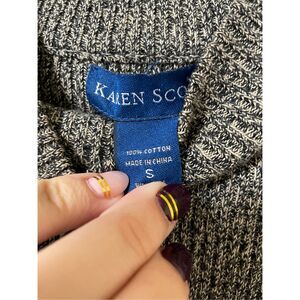 KAREN SCO
100% COTTON
MADE IN CHINA
S